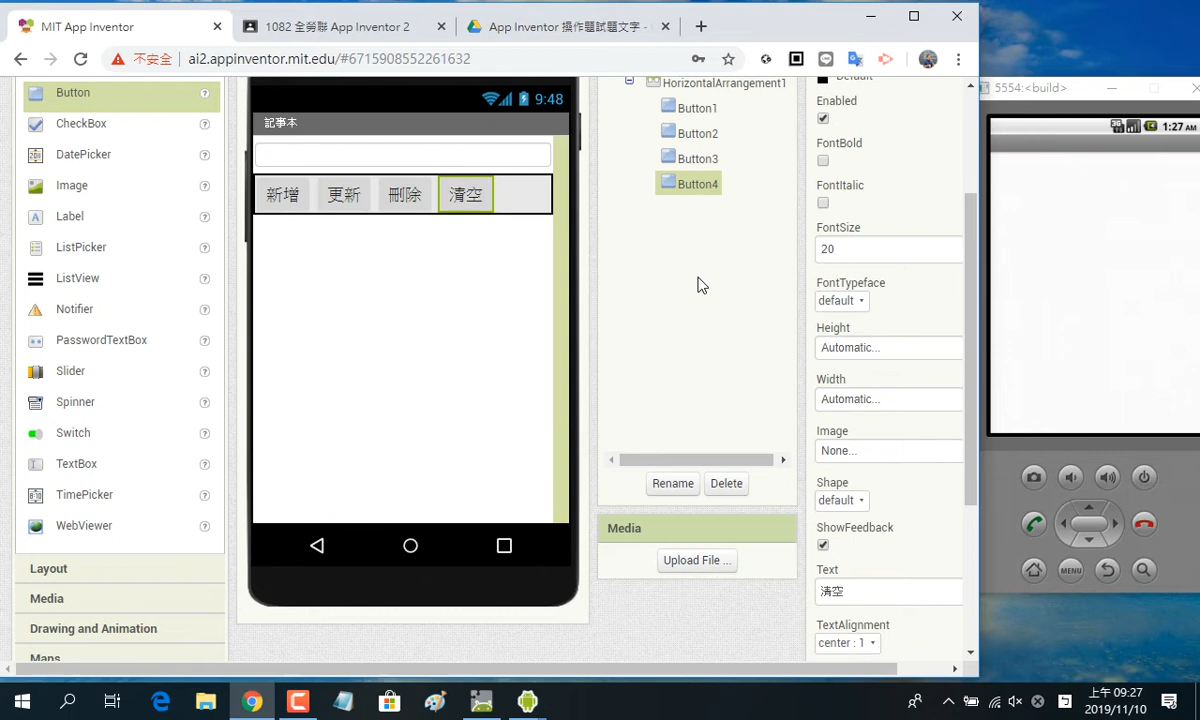 MIT App Inventor
1082 全勞聯 App Inventor 2
App Inventor 操作題試題文字 -
不安全
ai2.appinventor.mit.edu/#6715908552261632
Button
CheckBox
DatePicker
Image
Label
ListPicker
ListView
Notifier
PasswordTextBox
Slider
Spinner
Switch
TextBox
TimePicker
WebViewer
Layout
Media
Drawing and Animation
Maps
9:48
記事本
新增 更新 刪除 清空
HorizontalArrangement1
Button1
Button2
Button3
Button4
Rename
Delete
Media
Upload File ...
Default
Enabled
FontBold
FontItalic
FontSize
20
FontTypeface
default
Height
Automatic...
Width
Automatic...
Image
None...
Shape
default
ShowFeedback
Text
清空
TextAlignment
center : 1
5554:<build>
1:27 AM
MENU
上午 09:27
2019/11/10